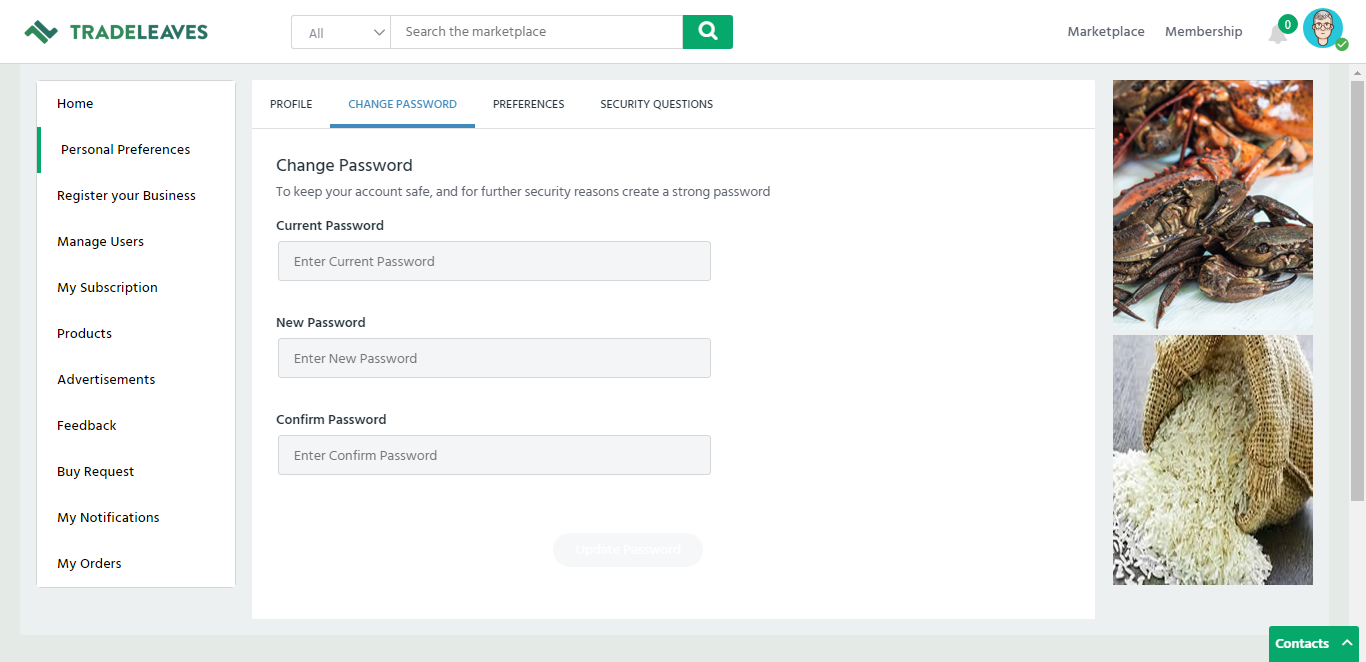 TRADELEAVES
All
Search the marketplace
Marketplace
Membership
0
Home
Personal Preferences
Register your Business
Manage Users
My Subscription
Products
Advertisements
Feedback
Buy Request
My Notifications
My Orders
PROFILE
CHANGE PASSWORD
PREFERENCES
SECURITY QUESTIONS
Change Password
To keep your account safe, and for further security reasons create a strong password
Current Password
Enter Current Password
New Password
Enter New Password
Confirm Password
Enter Confirm Password
Update Password
Contacts